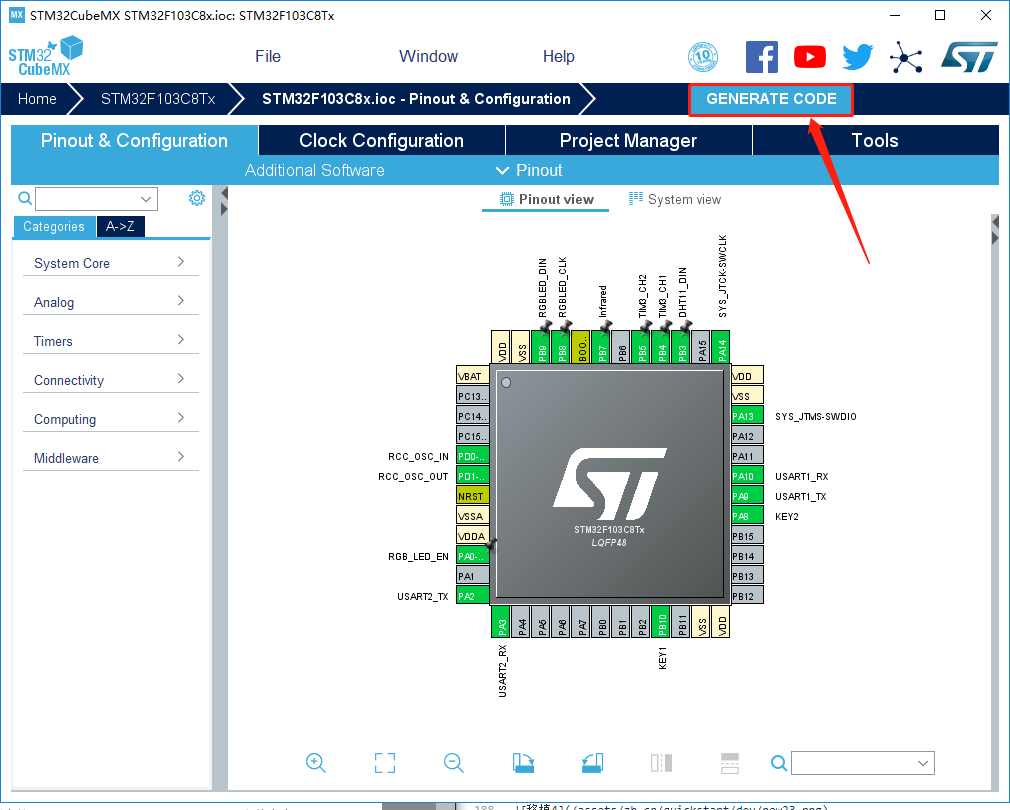 MX STM32CubeMX STM32F103C8x.ioc: STM32F103C8Tx
STM32
CubeMX
File Window Help
10
Home STM32F103C8Tx STM32F103C8x.ioc - Pinout & Configuration GENERATE CODE
Pinout & Configuration Clock Configuration Project Manager Tools
Additional Software Pinout
Pinout view System view
Categories A->Z
System Core
Analog
Timers
Connectivity
Computing
Middleware
RGBLED_DIN
RGBLED_CLK
Infrared
TIM3_CH2
TIM3_CH1
DHT11_DIN
SYS_JTCK-SWCLK
VDD
VSS
PB9
PB8
BOO..
PB7
PB6
PB5
PB4
PB3
PA15
PA14
VBAT
PC13..
PC14..
PC15..
RCC_OSC_IN PD0-..
RCC_OSC_OUT PD1-..
NRST
VSSA
VDDA
RGB_LED_EN PA0-..
PA1
USART2_TX PA2
VDD
VSS
PA13 SYS_JTMS-SWDIO
PA12
PA11
PA10 USART1_RX
PA9 USART1_TX
PA8 KEY2
PB15
PB14
PB13
PB12
ST
STM32F103C8Tx
LQFP48
PA3
PA4
PA5
PA6
PA7
PB0
PB1
PB2
PB10
PB11
VSS
VDD
USART2_RX
KEY1